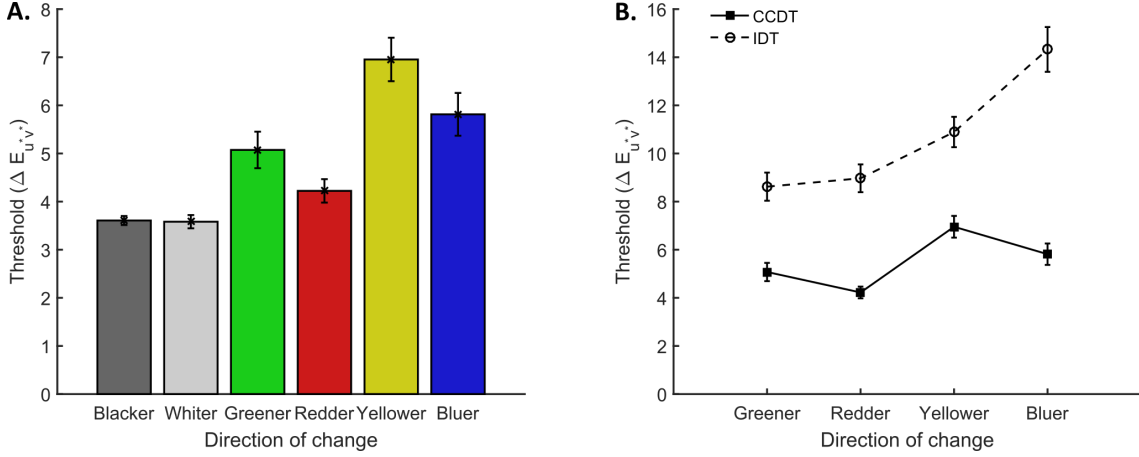 A.
8
7
6
5
4
3
2
1
0
Threshold (Δ E u*v*)
Blacker Whiter Greener Redder Yellower Bluer
Direction of change
B.
CCDT
IDT
16
14
12
10
8
6
4
2
0
Threshold (Δ E u*v*)
Greener Redder Yellower Bluer
Direction of change